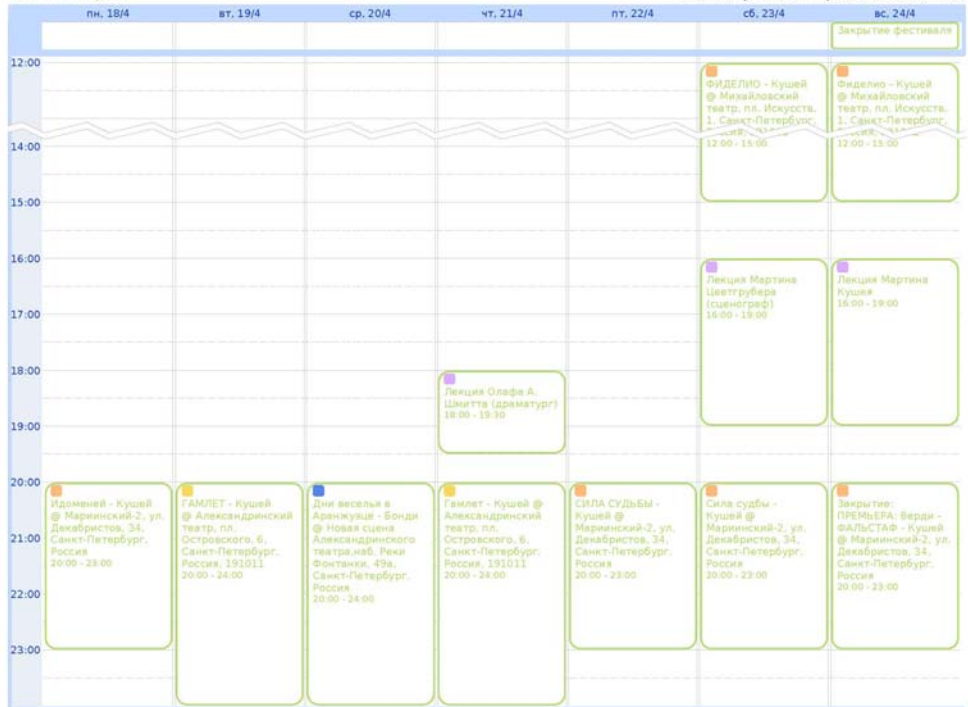 пн, 18/4
вт, 19/4
ср, 20/4
чт, 21/4
пт, 22/4
сб, 23/4
вс, 24/4
Закрытие фестиваля
12:00
14:00
15:00
16:00
17:00
18:00
19:00
20:00
21:00
22:00
23:00
ФИДЕЛИО - Кушей
@ Михайловский
театр, пл. Искусств,
1, Санкт-Петербург,
12:00 - 15:00
Фиделио - Кушей
@ Михайловский
театр, пл. Искусств,
1, Санкт-Петербург,
12:00 - 15:00
Лекция Мартина
Цветгрубера
(сценограф)
16:00 - 19:00
Лекция Мартина
Кушея
16:00 - 19:00
Лекция Олафа А.
Шмитта (драматург)
18:00 - 19:30
Идоменей - Кушей
@ Мариинский-2, ул.
Декабристов, 34,
Санкт-Петербург,
Россия
20:00 - 23:00
ГАМЛЕТ - Кушей
@ Александринский
театр, пл.
Островского, 6,
Санкт-Петербург,
Россия, 191011
20:00 - 24:00
Дни веселья в
Аранжуэце - Бонди
@ Новая сцена
Александринского
театра,наб. Реки
Фонтанки, 49а,
Санкт-Петербург,
Россия
20:00 - 24:00
Гамлет - Кушей @
Александринский
театр, пл.
Островского, 6,
Санкт-Петербург,
Россия, 191011
20:00 - 24:00
СИЛА СУДЬБЫ -
Кушей @
Мариинский-2, ул.
Декабристов, 34,
Санкт-Петербург,
Россия
20:00 - 23:00
Сила судбы -
Кушей @
Мариинский-2, ул.
Декабристов, 34,
Санкт-Петербург,
Россия
20:00 - 23:00
Закрытие:
ПРЕМЬЕРА: Верди -
ФАЛЬСТАФ - Кушей
@ Мариинский-2, ул.
Декабристов, 34,
Санкт-Петербург,
Россия
20:00 - 23:00